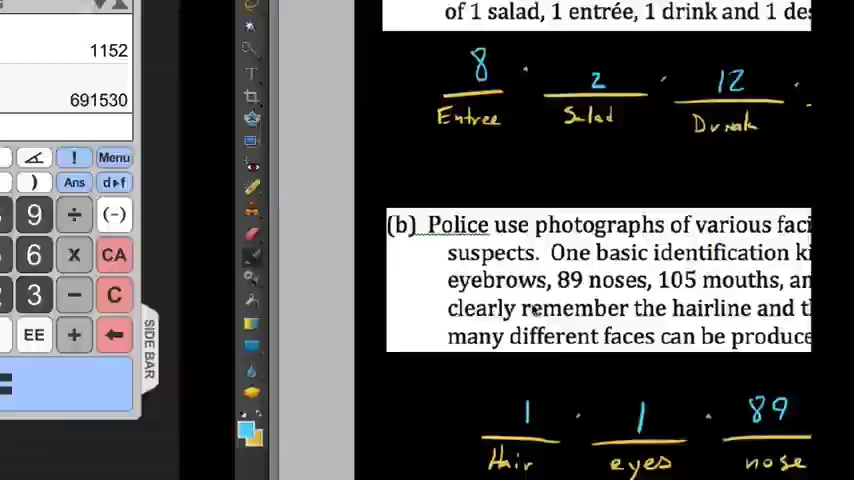 1152
691530
! Menu
) Ans d▸f
9 ÷ (-)
6 x CA
3 - C
EE + ←
=
SIDE BAR
T
of 1 salad, 1 entrée, 1 drink and 1 des
8 · 2 · 12 ·
Entree Salad Drink
(b) Police use photographs of various faci
suspects. One basic identification ki
eyebrows, 89 noses, 105 mouths, an
clearly remember the hairline and t
many different faces can be produce
1 · 1 · 89
Hair eyes nose